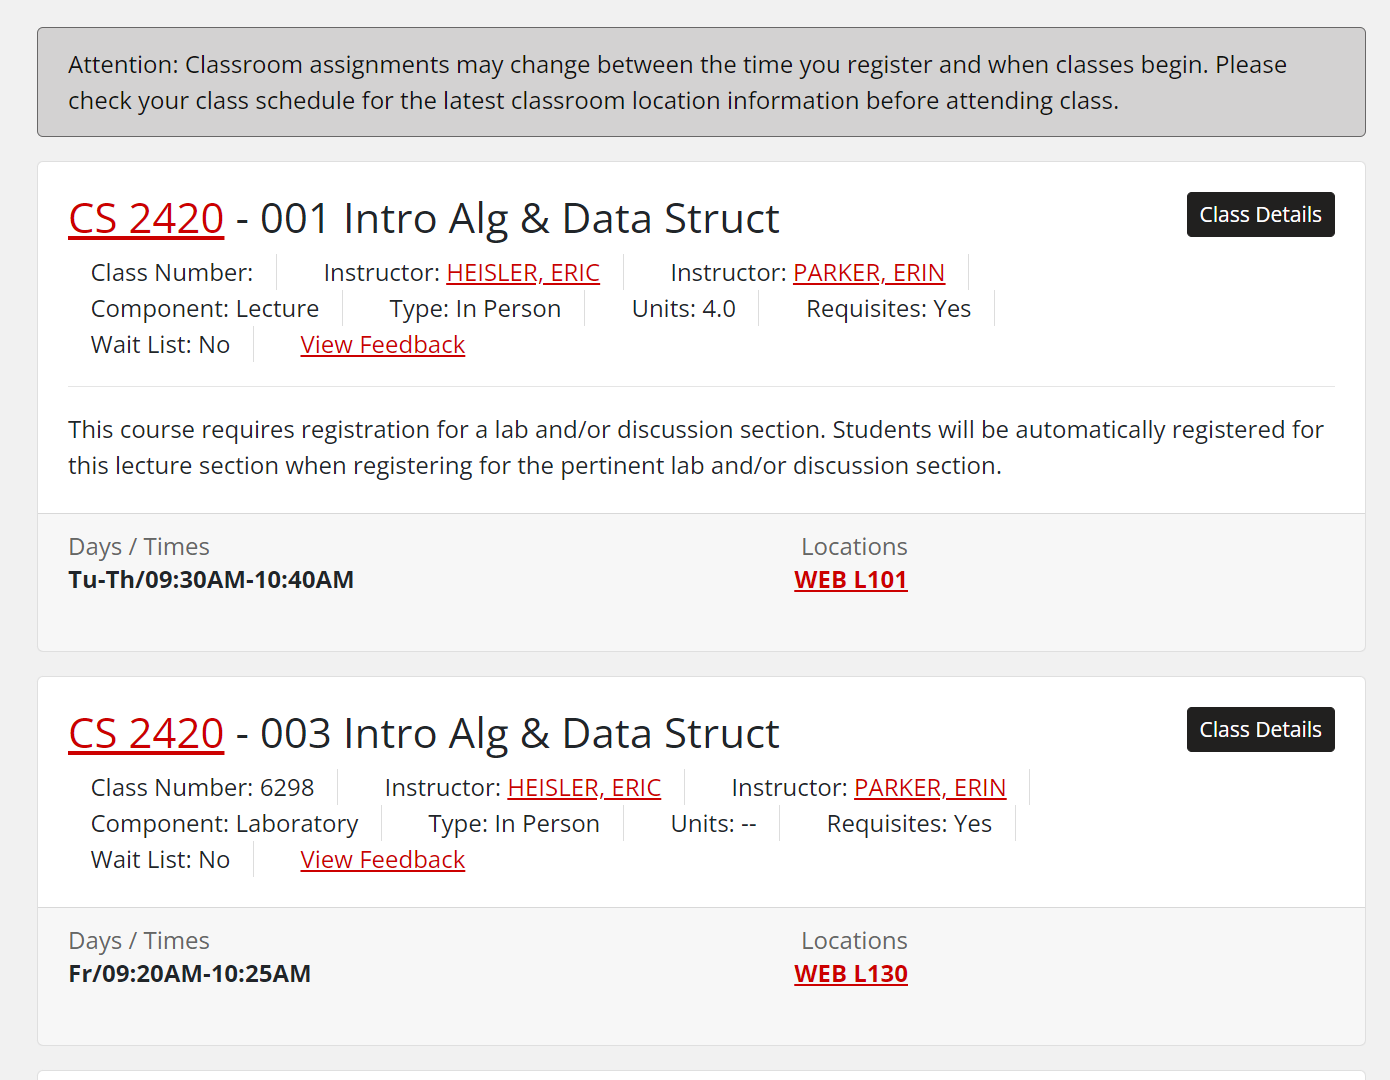 Attention: Classroom assignments may change between the time you register and when classes begin. Please
check your class schedule for the latest classroom location information before attending class.
CS 2420 - 001 Intro Alg & Data Struct
Class Details
Class Number: Instructor: HEISLER, ERIC Instructor: PARKER, ERIN
Component: Lecture Type: In Person Units: 4.0 Requisites: Yes
Wait List: No View Feedback
This course requires registration for a lab and/or discussion section. Students will be automatically registered for
this lecture section when registering for the pertinent lab and/or discussion section.
Days / Times Locations
Tu-Th/09:30AM-10:40AM WEB L101
CS 2420 - 003 Intro Alg & Data Struct
Class Details
Class Number: 6298 Instructor: HEISLER, ERIC Instructor: PARKER, ERIN
Component: Laboratory Type: In Person Units: -- Requisites: Yes
Wait List: No View Feedback
Days / Times Locations
Fr/09:20AM-10:25AM WEB L130